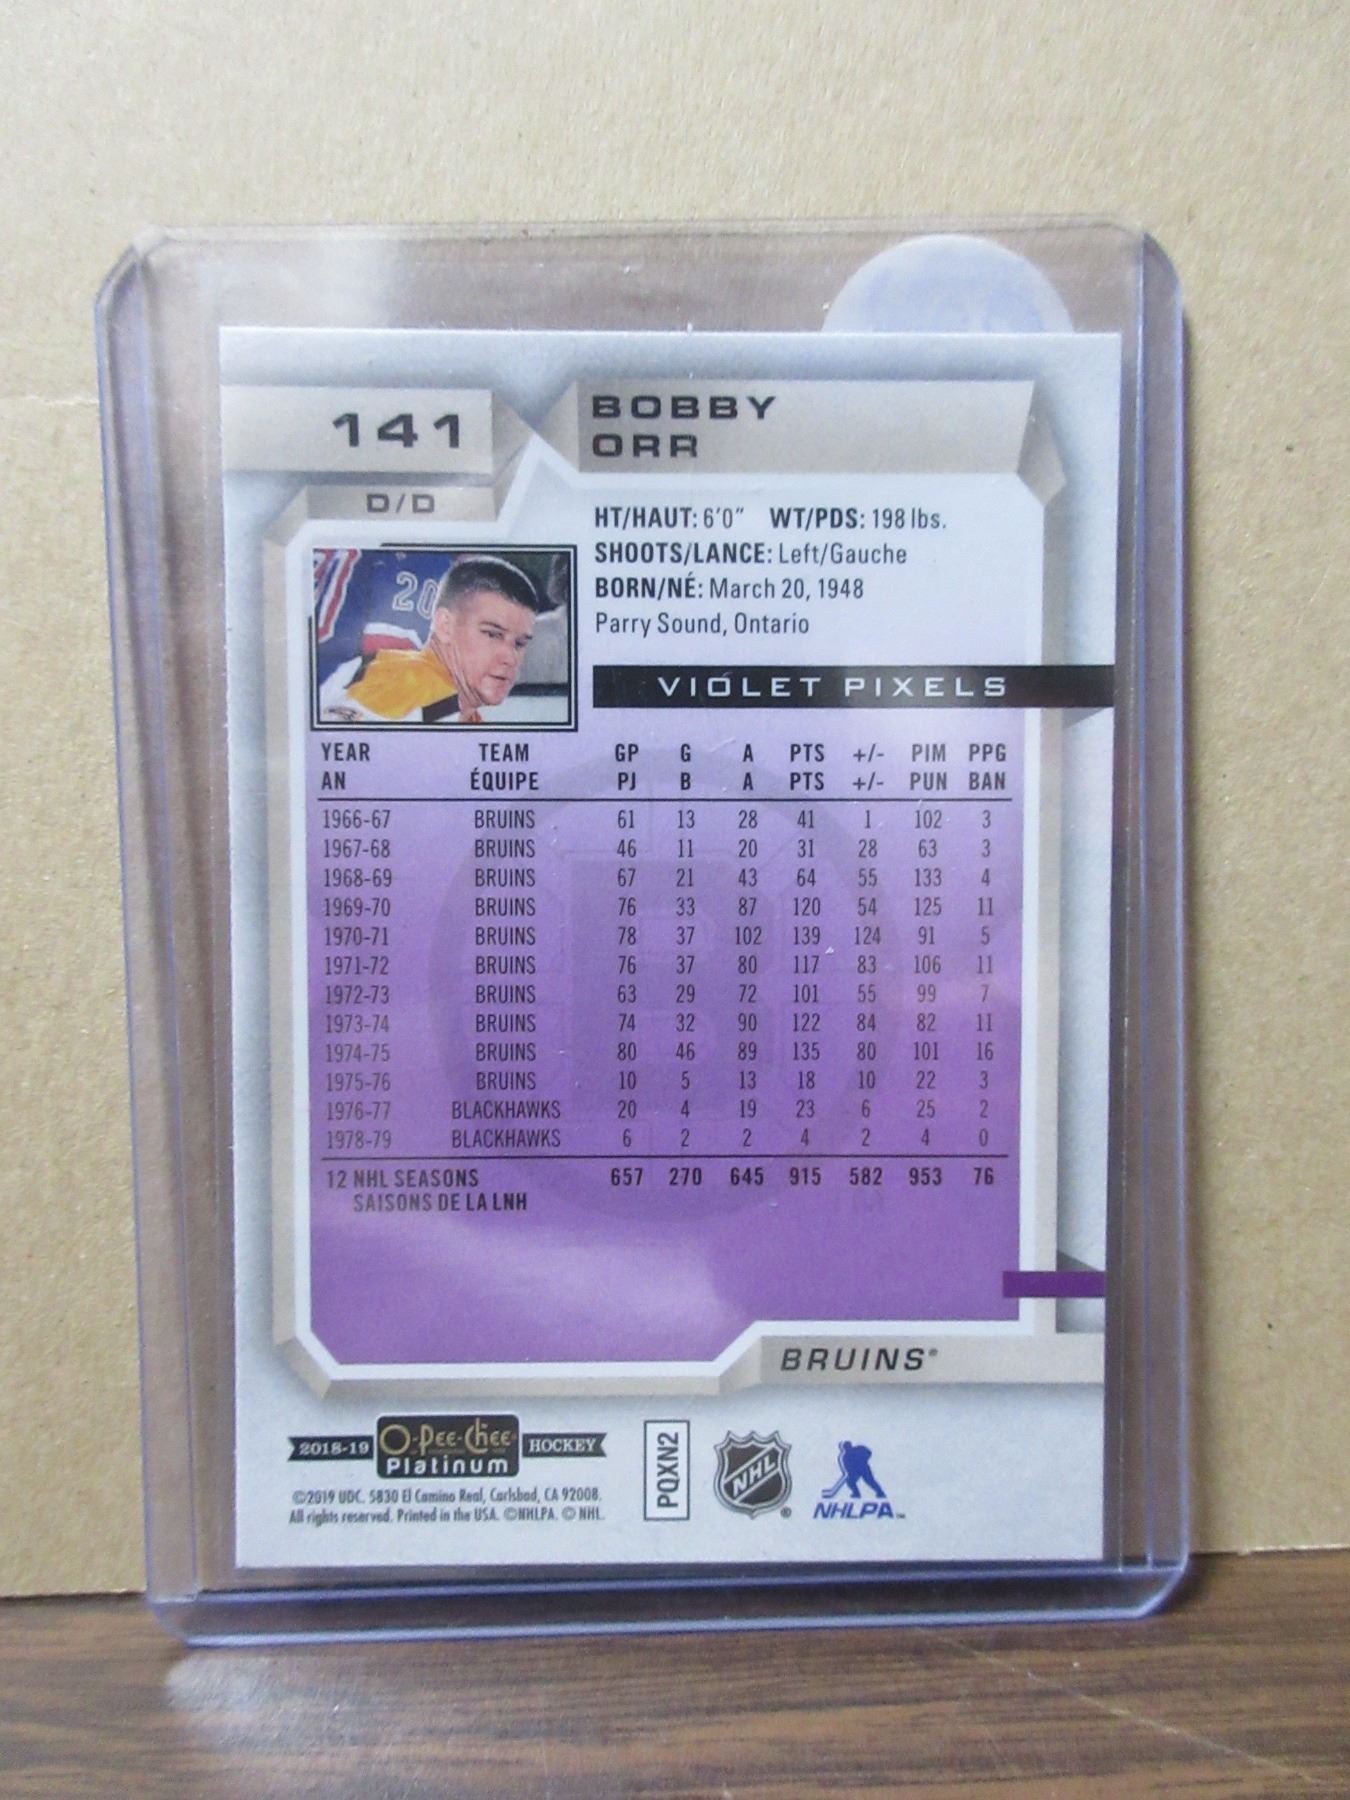 141
BOBBY
ORR
D/D
HT/HAUT: 6'0" WT/PDS: 198 lbs.
SHOOTS/LANCE: Left/Gauche
BORN/NÉ: March 20, 1948
Parry Sound, Ontario
20
VIOLET PIXELS
YEAR TEAM GP G A PTS +/- PIM PPG
AN ÉQUIPE PJ B A PTS +/- PUN BAN
1966-67 BRUINS 61 13 28 41 1 102 3
1967-68 BRUINS 46 11 20 31 28 63 3
1968-69 BRUINS 67 21 43 64 55 133 4
1969-70 BRUINS 76 33 87 120 54 125 11
1970-71 BRUINS 78 37 102 139 124 91 5
1971-72 BRUINS 76 37 80 117 83 106 11
1972-73 BRUINS 63 29 72 101 55 99 7
1973-74 BRUINS 74 32 90 122 84 82 11
1974-75 BRUINS 80 46 89 135 80 101 16
1975-76 BRUINS 10 5 13 18 10 22 3
1976-77 BLACKHAWKS 20 4 19 23 6 25 2
1978-79 BLACKHAWKS 6 2 2 4 2 4 0
12 NHL SEASONS 657 270 645 915 582 953 76
SAISONS DE LA LNH
BRUINS®
2018-19 O-Pee-Chee HOCKEY
Platinum
©2019 UDC. 5830 El Camino Real, Carlsbad, CA 92008.
All rights reserved. Printed in the USA. ©NHLPA. © NHL.
PQXN2
NHL ®
NHLPA™